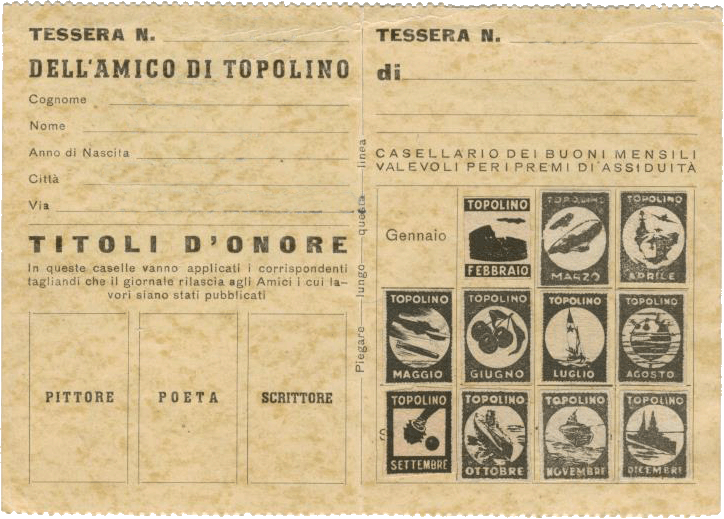 TESSERA N.
DELL'AMICO DI TOPOLINO
Cognome
Nome
Anno di Nascita
Città
Via
TITOLI D'ONORE
In queste caselle vanno applicati i corrispondenti
tagliandi che il giornale rilascia agli Amici i cui la-
vori siano stati pubblicati
PITTORE
POETA
SCRITTORE
Piegare lungo questa linea
TESSERA N.
di
CASELLARIO DEI BUONI MENSILI
VALEVOLI PER I PREMI DI ASSIDUITÀ
Gennaio
TOPOLINO
FEBBRAIO
TOPOLINO
MARZO
TOPOLINO
APRILE
TOPOLINO
MAGGIO
TOPOLINO
GIUGNO
TOPOLINO
LUGLIO
TOPOLINO
AGOSTO
TOPOLINO
SETTEMBRE
TOPOLINO
OTTOBRE
TOPOLINO
NOVEMBRE
TOPOLINO
DICEMBRE